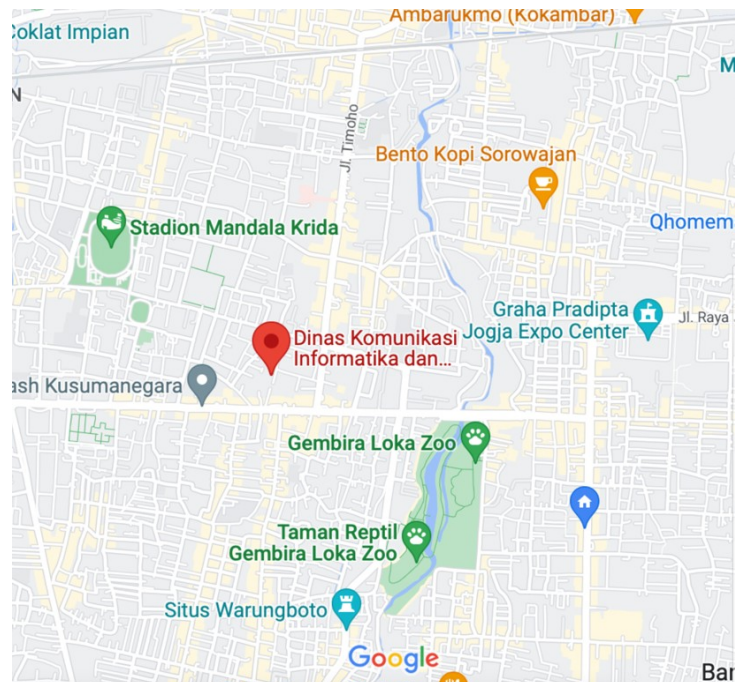 Ambarukmo (Kokambar)
Coklat Impian
M
N
Jl. Timoho
Bento Kopi Sorowajan
Stadion Mandala Krida
Qhomem
Graha Pradipta
Jogja Expo Center
Jl. Raya
Dinas Komunikasi
Informatika dan...
ash Kusumanegara
Gembira Loka Zoo
Taman Reptil
Gembira Loka Zoo
Situs Warungboto
Google
Bar